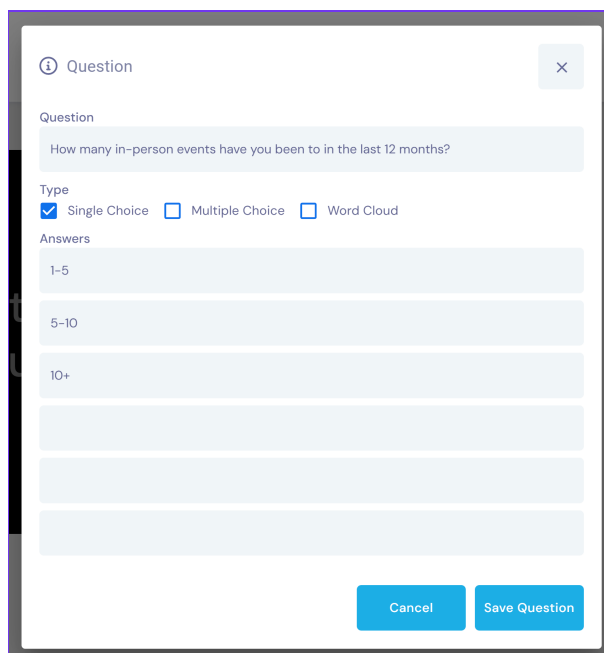 Question
Question
How many in-person events have you been to in the last 12 months?
Type
Single Choice Multiple Choice Word Cloud
Answers
1-5
5-10
10+
Cancel Save Question